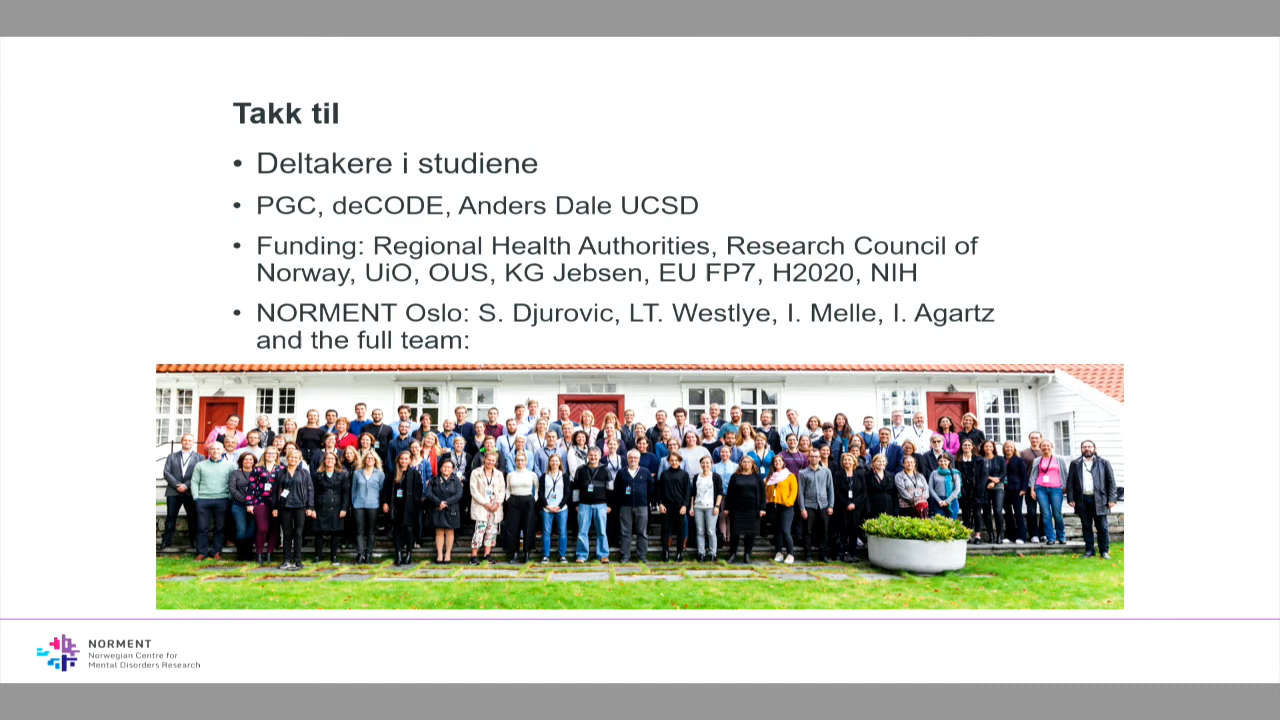 Takk til
• Deltakere i studiene
• PGC, deCODE, Anders Dale UCSD
• Funding: Regional Health Authorities, Research Council of
Norway, UiO, OUS, KG Jebsen, EU FP7, H2020, NIH
• NORMENT Oslo: S. Djurovic, LT. Westlye, I. Melle, I. Agartz
and the full team:
NORMENT
Norwegian Centre for
Mental Disorders Research